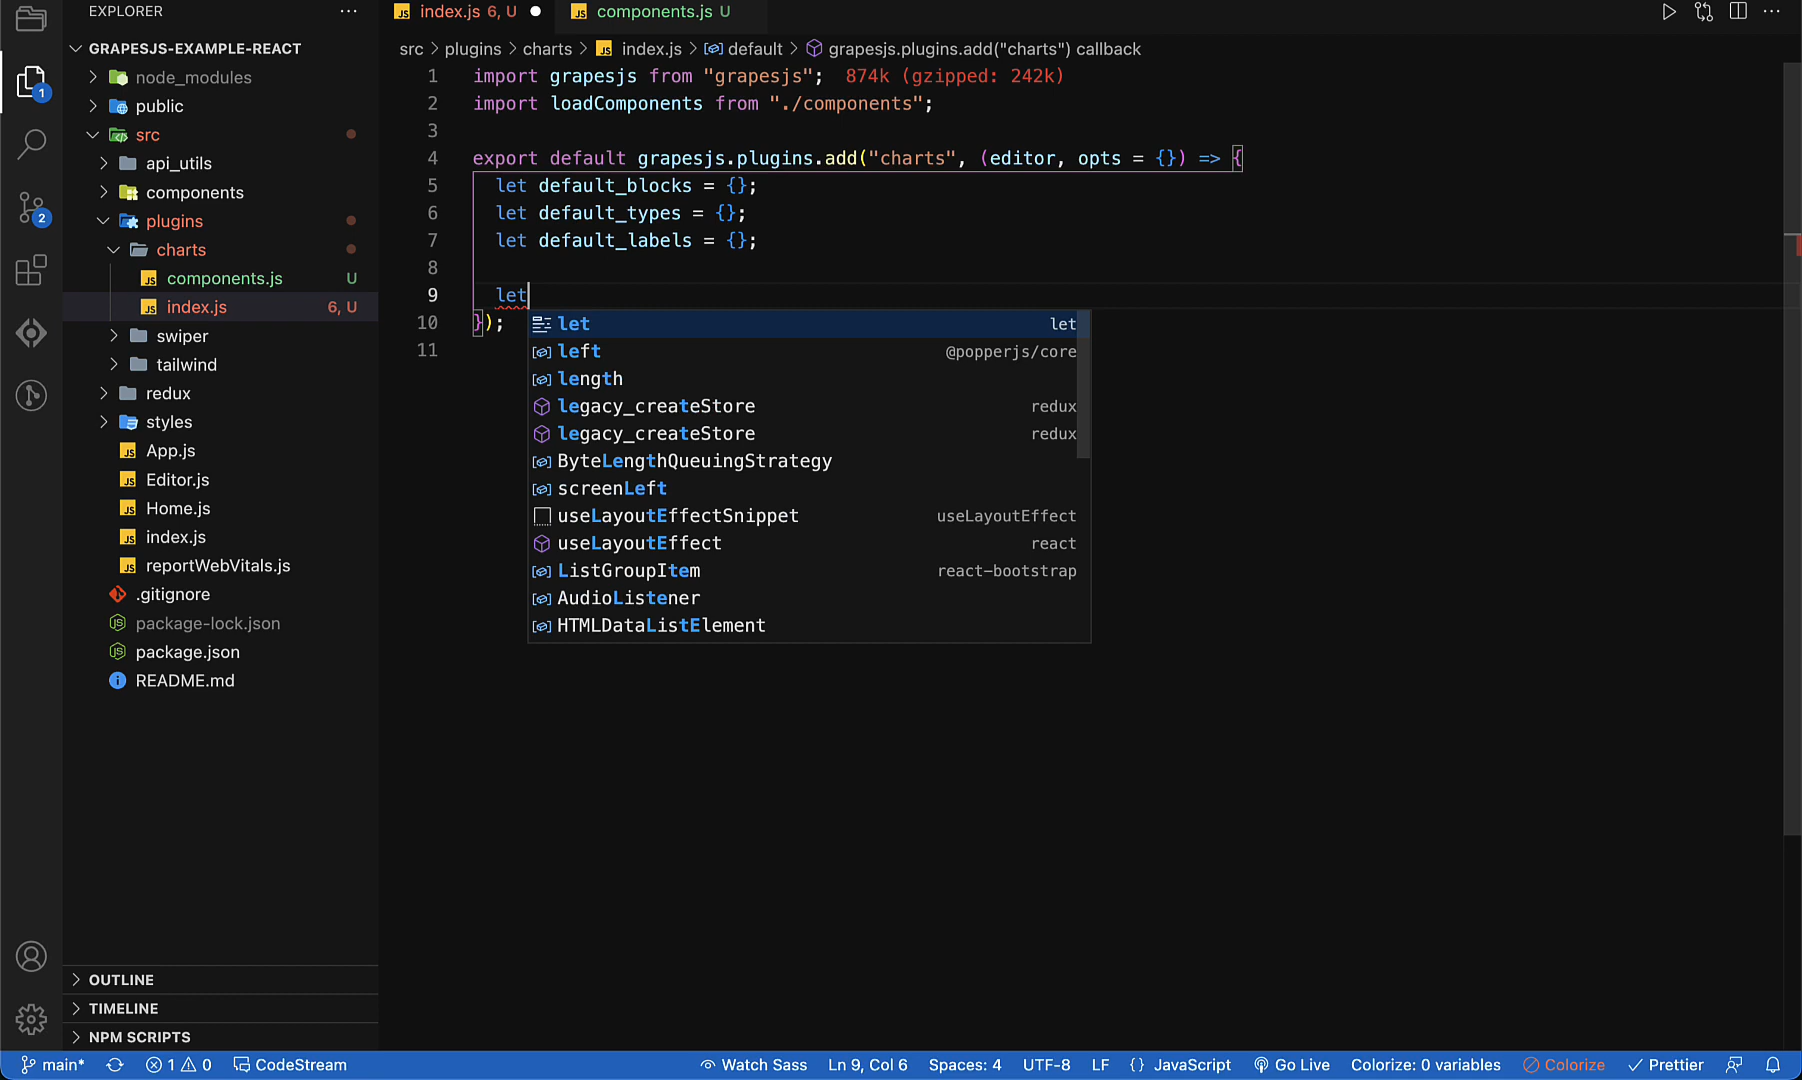 EXPLORER
GRAPESJS-EXAMPLE-REACT
node_modules
public
src
api_utils
components
plugins
charts
components.js U
index.js 6, U
swiper
tailwind
redux
styles
App.js
Editor.js
Home.js
index.js
reportWebVitals.js
.gitignore
package-lock.json
package.json
README.md
OUTLINE
TIMELINE
NPM SCRIPTS
1
2
index.js 6, U
components.js U
src > plugins > charts > index.js > default > grapesjs.plugins.add("charts") callback
1 import grapesjs from "grapesjs"; 874k (gzipped: 242k)
2 import loadComponents from "./components";
3
4 export default grapesjs.plugins.add("charts", (editor, opts = {}) => {
5 let default_blocks = {};
6 let default_types = {};
7 let default_labels = {};
8
9 let
10 });
11
let let
left @popperjs/core
length
legacy_createStore redux
legacy_createStore redux
ByteLengthQueuingStrategy
screenLeft
useLayoutEffectSnippet useLayoutEffect
useLayoutEffect react
ListGroupItem react-bootstrap
AudioListener
HTMLDataListElement
main* 1 0 CodeStream Watch Sass Ln 9, Col 6 Spaces: 4 UTF-8 LF {} JavaScript Go Live Colorize: 0 variables Colorize Prettier